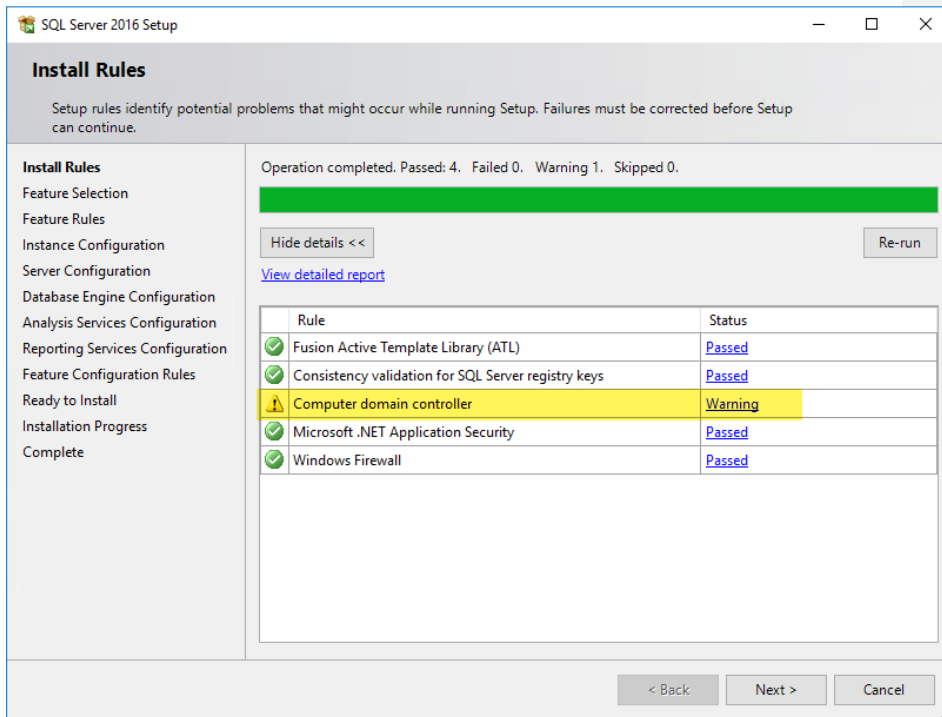 SQL Server 2016 Setup
Install Rules
Setup rules identify potential problems that might occur while running Setup. Failures must be corrected before Setup
can continue.
Install Rules
Feature Selection
Feature Rules
Instance Configuration
Server Configuration
Database Engine Configuration
Analysis Services Configuration
Reporting Services Configuration
Feature Configuration Rules
Ready to Install
Installation Progress
Complete
Operation completed. Passed: 4. Failed 0. Warning 1. Skipped 0.
Hide details << Re-run
View detailed report
Rule Status
Fusion Active Template Library (ATL) Passed
Consistency validation for SQL Server registry keys Passed
Computer domain controller Warning
Microsoft .NET Application Security Passed
Windows Firewall Passed
< Back Next > Cancel